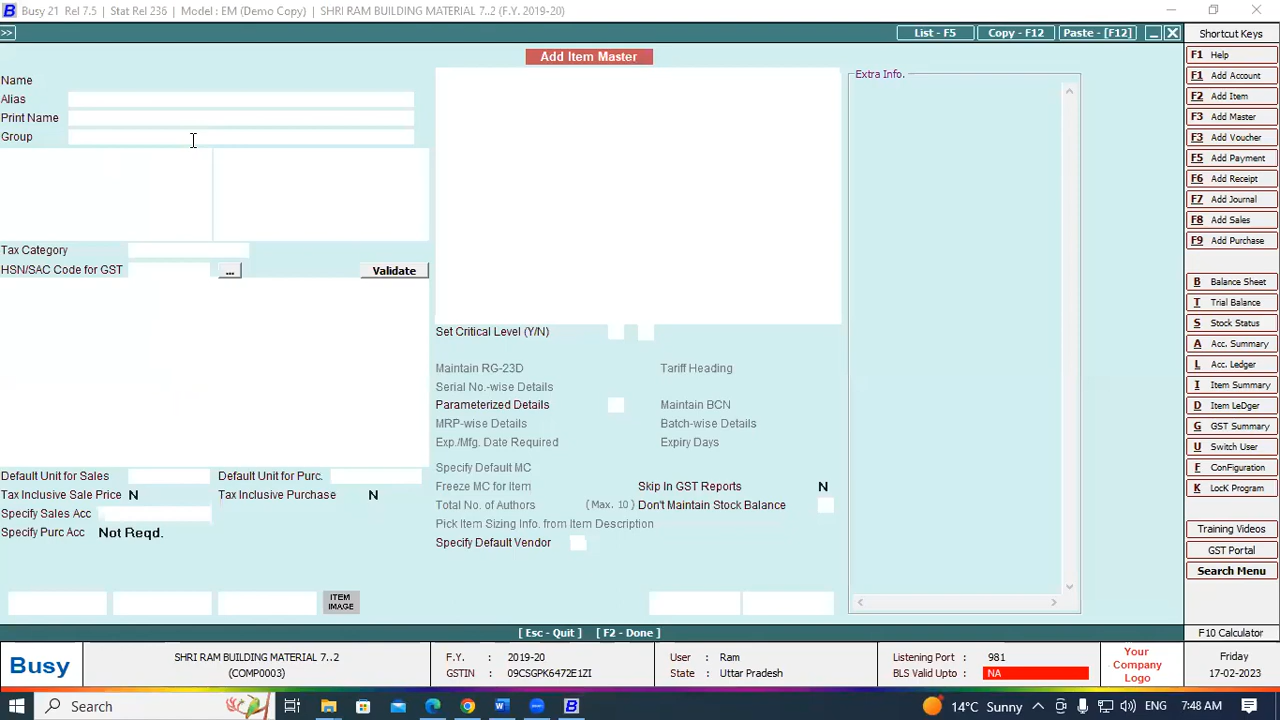 Busy 21 Rel 7.5 | Stat Rel 236 | Model : EM (Demo Copy) | SHRI RAM BUILDING MATERIAL 7..2 (F.Y. 2019-20)
>> List - F5 Copy - F12 Paste - [F12] Shortcut Keys
Add Item Master
Extra Info.
Name
Alias
Print Name
Group
Tax Category
HSN/SAC Code for GST ... Validate
Default Unit for Sales Default Unit for Purc.
Tax Inclusive Sale Price N Tax Inclusive Purchase N
Specify Sales Acc
Specify Purc Acc Not Reqd.
ITEM
IMAGE
Set Critical Level (Y/N)
Maintain RG-23D Tariff Heading
Serial No.-wise Details
Parameterized Details Maintain BCN
MRP-wise Details Batch-wise Details
Exp./Mfg. Date Required Expiry Days
Specify Default MC
Freeze MC for Item Skip In GST Reports N
Total No. of Authors ( Max. 10 ) Don't Maintain Stock Balance
Pick Item Sizing Info. from Item Description
Specify Default Vendor
F1 Help
F1 Add Account
F2 Add Item
F3 Add Master
F3 Add Voucher
F5 Add Payment
F6 Add Receipt
F7 Add Journal
F8 Add Sales
F9 Add Purchase
B Balance Sheet
T Trial Balance
S Stock Status
A Acc. Summary
L Acc. Ledger
I Item Summary
D Item LeDger
G GST Summary
U Switch User
F ConFiguration
K LocK Program
Training Videos
GST Portal
Search Menu
[ Esc - Quit ] [ F2 - Done ] F10 Calculator
Busy
SHRI RAM BUILDING MATERIAL 7..2
(COMP0003)
F.Y. : 2019-20
GSTIN : 09CSGPK6472E1ZI
User : Ram
State : Uttar Pradesh
Listening Port : 981
BLS Valid Upto : NA
Your
Company
Logo
Friday
17-02-2023
Search 14°C Sunny 7:48 AM